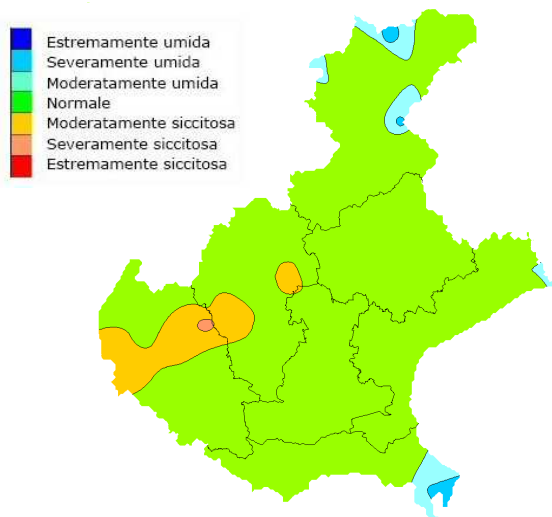 Estremamente umida
Severamente umida
Moderatamente umida
Normale
Moderatamente siccitosa
Severamente siccitosa
Estremamente siccitosa